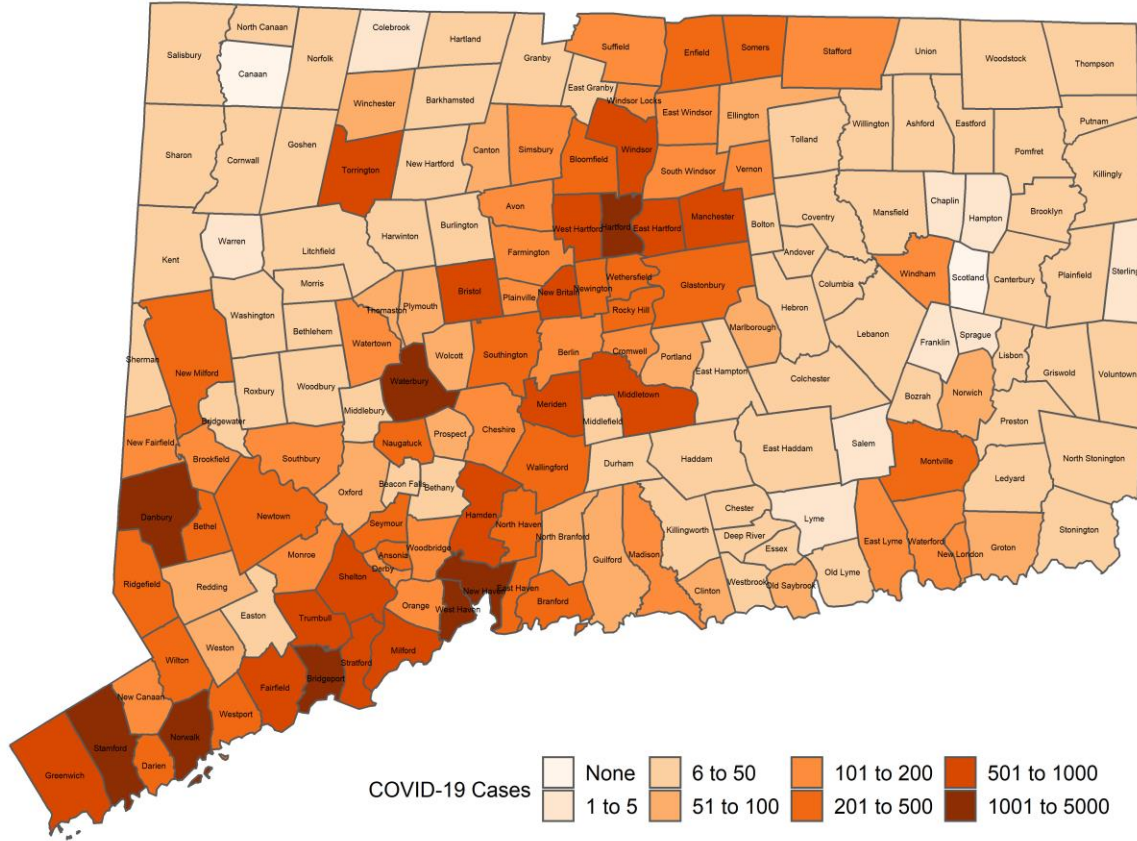 North Canaan
Colebrook
Hartland
Suffield
Enfield
Somers
Stafford
Union
Salisbury
Norfolk
Granby
Woodstock
Thompson
Canaan
East Granby
Windsor Locks
Winchester
Barkhamsted
East Windsor
Ellington
Willington
Ashford
Eastford
Putnam
Sharon
Cornwall
Goshen
Torrington
New Hartford
Canton
Simsbury
Bloomfield
Windsor
South Windsor
Vernon
Tolland
Pomfret
Killingly
Chaplin
Hampton
Brooklyn
Mansfield
Avon
West Hartford
Hartford
East Hartford
Manchester
Bolton
Coventry
Andover
Kent
Warren
Litchfield
Harwinton
Burlington
Farmington
Morris
Wethersfield
Glastonbury
Columbia
Windham
Scotland
Canterbury
Plainfield
Sterling
Washington
Bethlehem
Thomaston
Plymouth
Bristol
Plainville
New Britain
Newington
Rocky Hill
Hebron
Marlborough
Lebanon
Franklin
Sprague
Lisbon
Griswold
Voluntown
Sherman
New Milford
Watertown
Wolcott
Southington
Berlin
Cromwell
Portland
East Hampton
Colchester
Bozrah
Norwich
Preston
Roxbury
Woodbury
Waterbury
Middlebury
Bridgewater
Meriden
Middletown
Middlefield
New Fairfield
Brookfield
Southbury
Naugatuck
Prospect
Cheshire
Wallingford
Durham
Haddam
East Haddam
Salem
Montville
Ledyard
North Stonington
Danbury
Bethel
Newtown
Oxford
Beacon Falls
Bethany
Hamden
North Haven
North Branford
Guilford
Madison
Killingworth
Chester
Deep River
Essex
Lyme
East Lyme
Waterford
New London
Groton
Stonington
Seymour
Ansonia
Derby
Woodbridge
Ridgefield
Redding
Monroe
Shelton
Orange
West Haven
New Haven
East Haven
Branford
Clinton
Westbrook
Old Saybrook
Old Lyme
Easton
Trumbull
Weston
Wilton
Stratford
Milford
Fairfield
Bridgeport
New Canaan
Westport
Norwalk
Stamford
Darien
Greenwich
COVID-19 Cases
None
6 to 50
101 to 200
501 to 1000
1 to 5
51 to 100
201 to 500
1001 to 5000